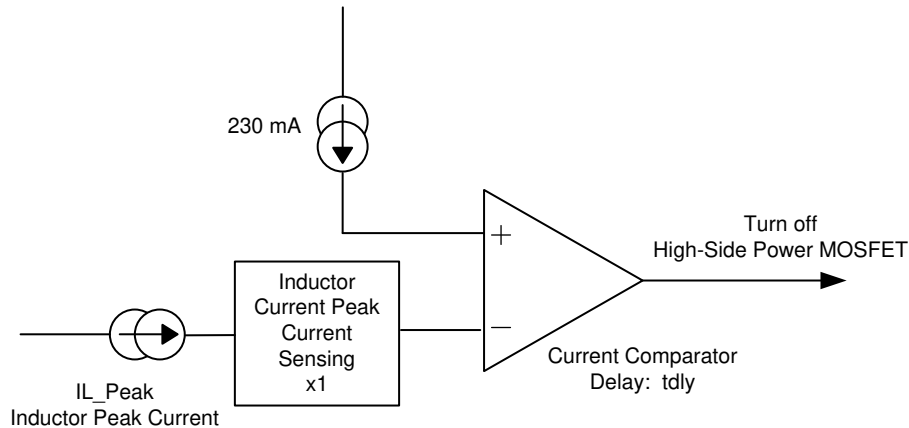 230 mA
+
Turn off
High-Side Power MOSFET
Inductor
Current Peak
Current
Sensing
x1
−
Current Comparator
Delay: tdly
IL_Peak
Inductor Peak Current